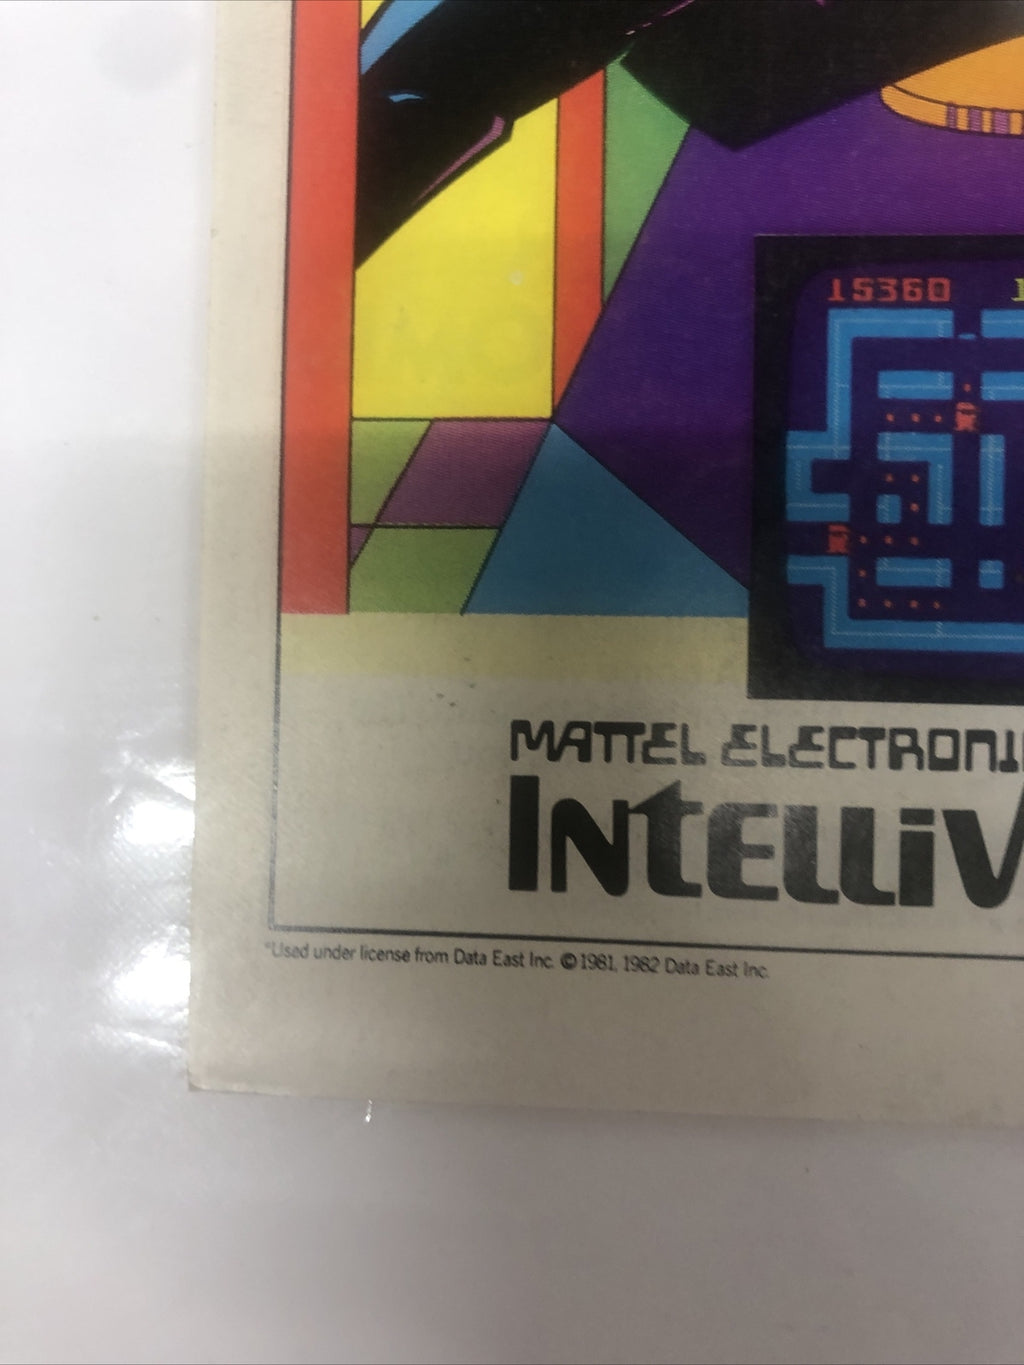 15360
MATTEL ELECTRONI
INTELLIV
*Used under license from Data East Inc. ©1981, 1982 Data East Inc.